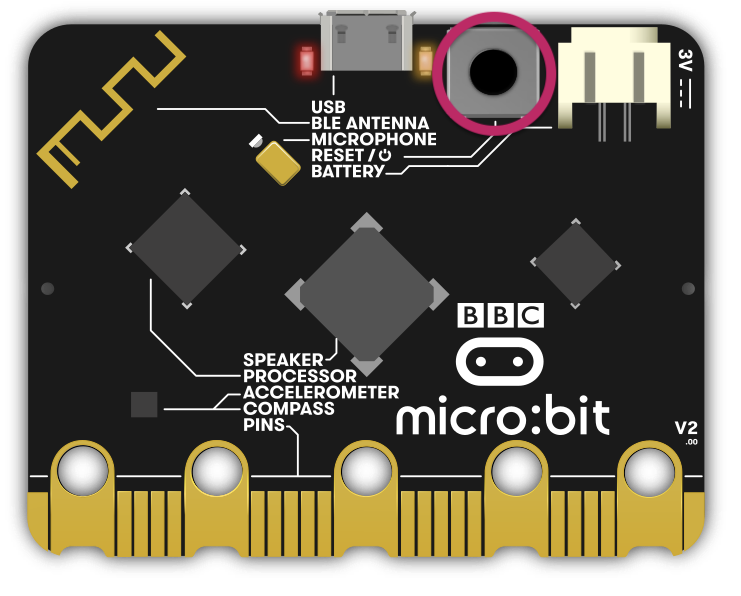 3V
USB
BLE ANTENNA
MICROPHONE
RESET / ⏻
BATTERY
BBC
SPEAKER
PROCESSOR
ACCELEROMETER
COMPASS
PINS
micro:bit
V2
.00